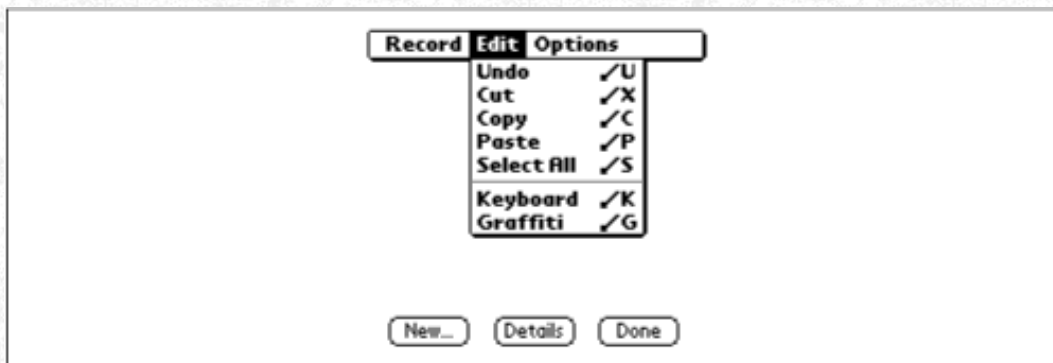 Record Edit Options
Undo /U
Cut /X
Copy /C
Paste /P
Select All /S
Keyboard /K
Graffiti /G
New... Details Done